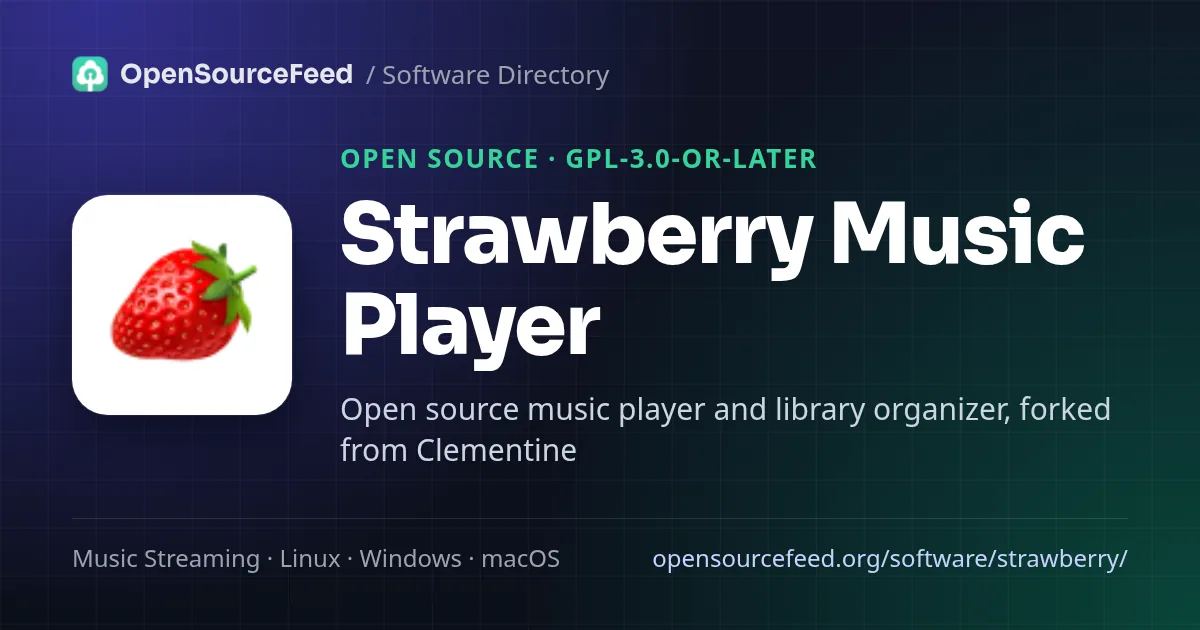 OpenSourceFeed / Software Directory
OPEN SOURCE · GPL-3.0-OR-LATER
Strawberry Music
Player
Open source music player and library organizer, forked
from Clementine
Music Streaming · Linux · Windows · macOS
opensourcefeed.org/software/strawberry/